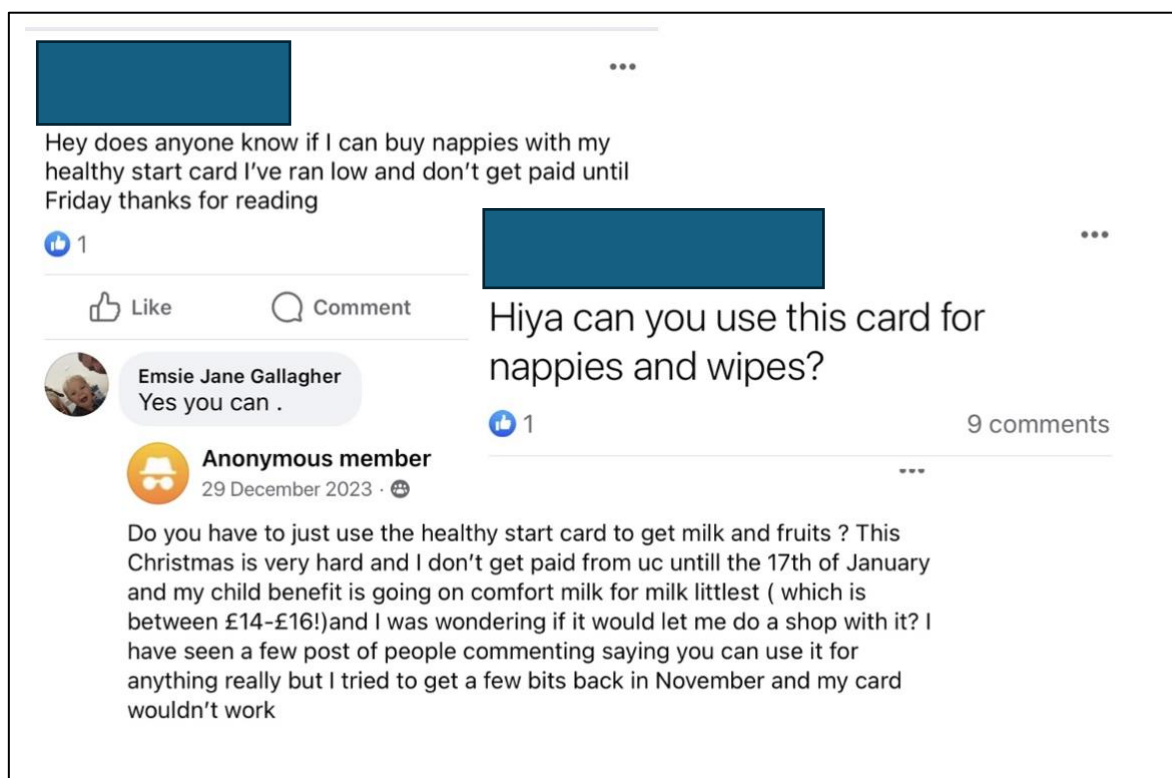 Hey does anyone know if I can buy nappies with my
healthy start card I've ran low and don't get paid until
Friday thanks for reading
1
Like
Comment
Emsie Jane Gallagher
Yes you can .
Hiya can you use this card for
nappies and wipes?
1
9 comments
Anonymous member
29 December 2023 ·
Do you have to just use the healthy start card to get milk and fruits ? This
Christmas is very hard and I don't get paid from uc untill the 17th of January
and my child benefit is going on comfort milk for milk littlest ( which is
between £14-£16!)and I was wondering if it would let me do a shop with it? I
have seen a few post of people commenting saying you can use it for
anything really but I tried to get a few bits back in November and my card
wouldn't work